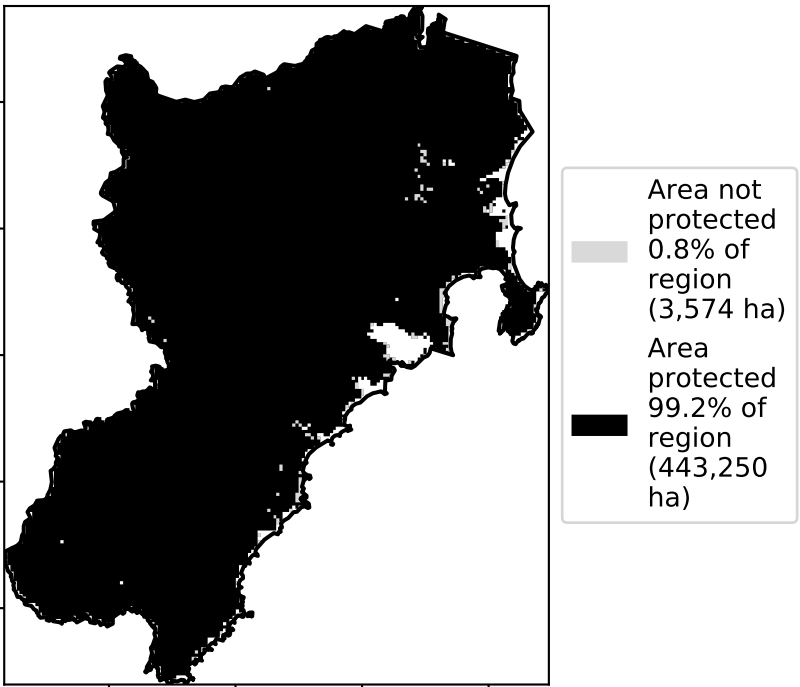 Area not
protected
0.8% of
region
(3,574 ha)
Area
protected
99.2% of
region
(443,250
ha)